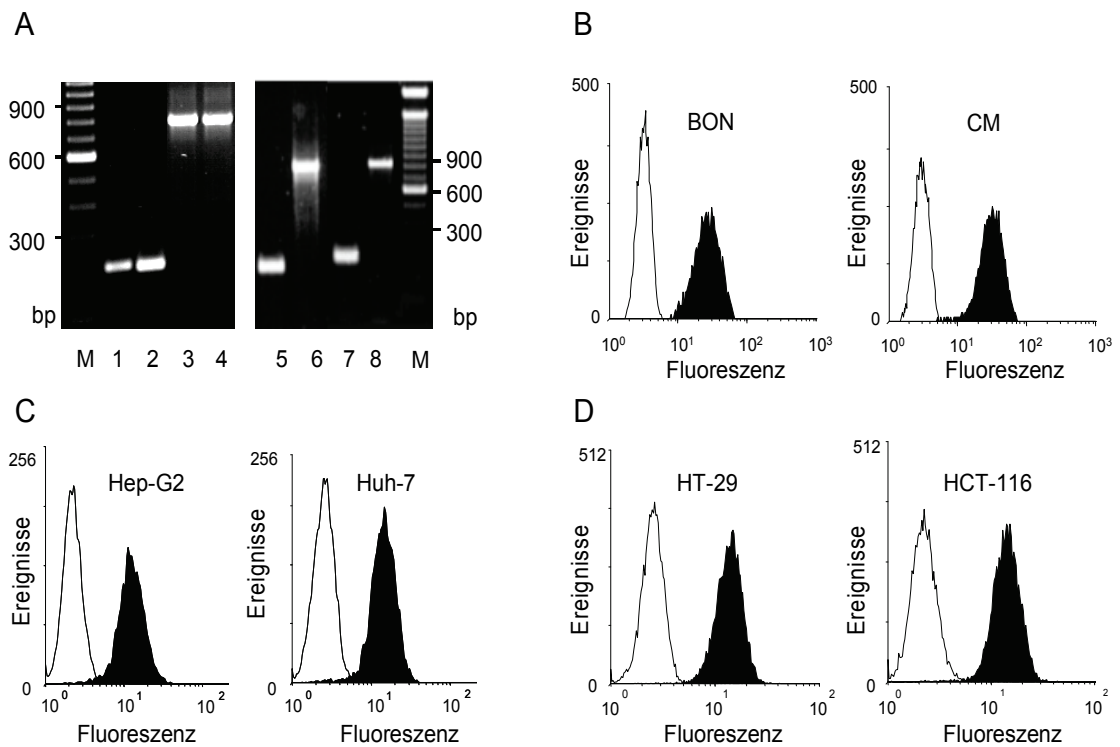 A
900
600
300
bp
M 1 2 3 4
900
600
300
bp
5 6 7 8 M
B
500
BON
Ereignisse
0
10⁰ 10¹ 10² 10³
Fluoreszenz
500
CM
Ereignisse
0
10⁰ 10¹ 10² 10³
Fluoreszenz
C
256
Hep-G2
Ereignisse
0
10⁰ 10¹ 10²
Fluoreszenz
256
Huh-7
Ereignisse
0
10⁰ 10¹ 10²
Fluoreszenz
D
512
HT-29
Ereignisse
0
10⁰ 10¹ 10²
Fluoreszenz
512
HCT-116
Ereignisse
0
10⁰ 10¹ 10²
Fluoreszenz